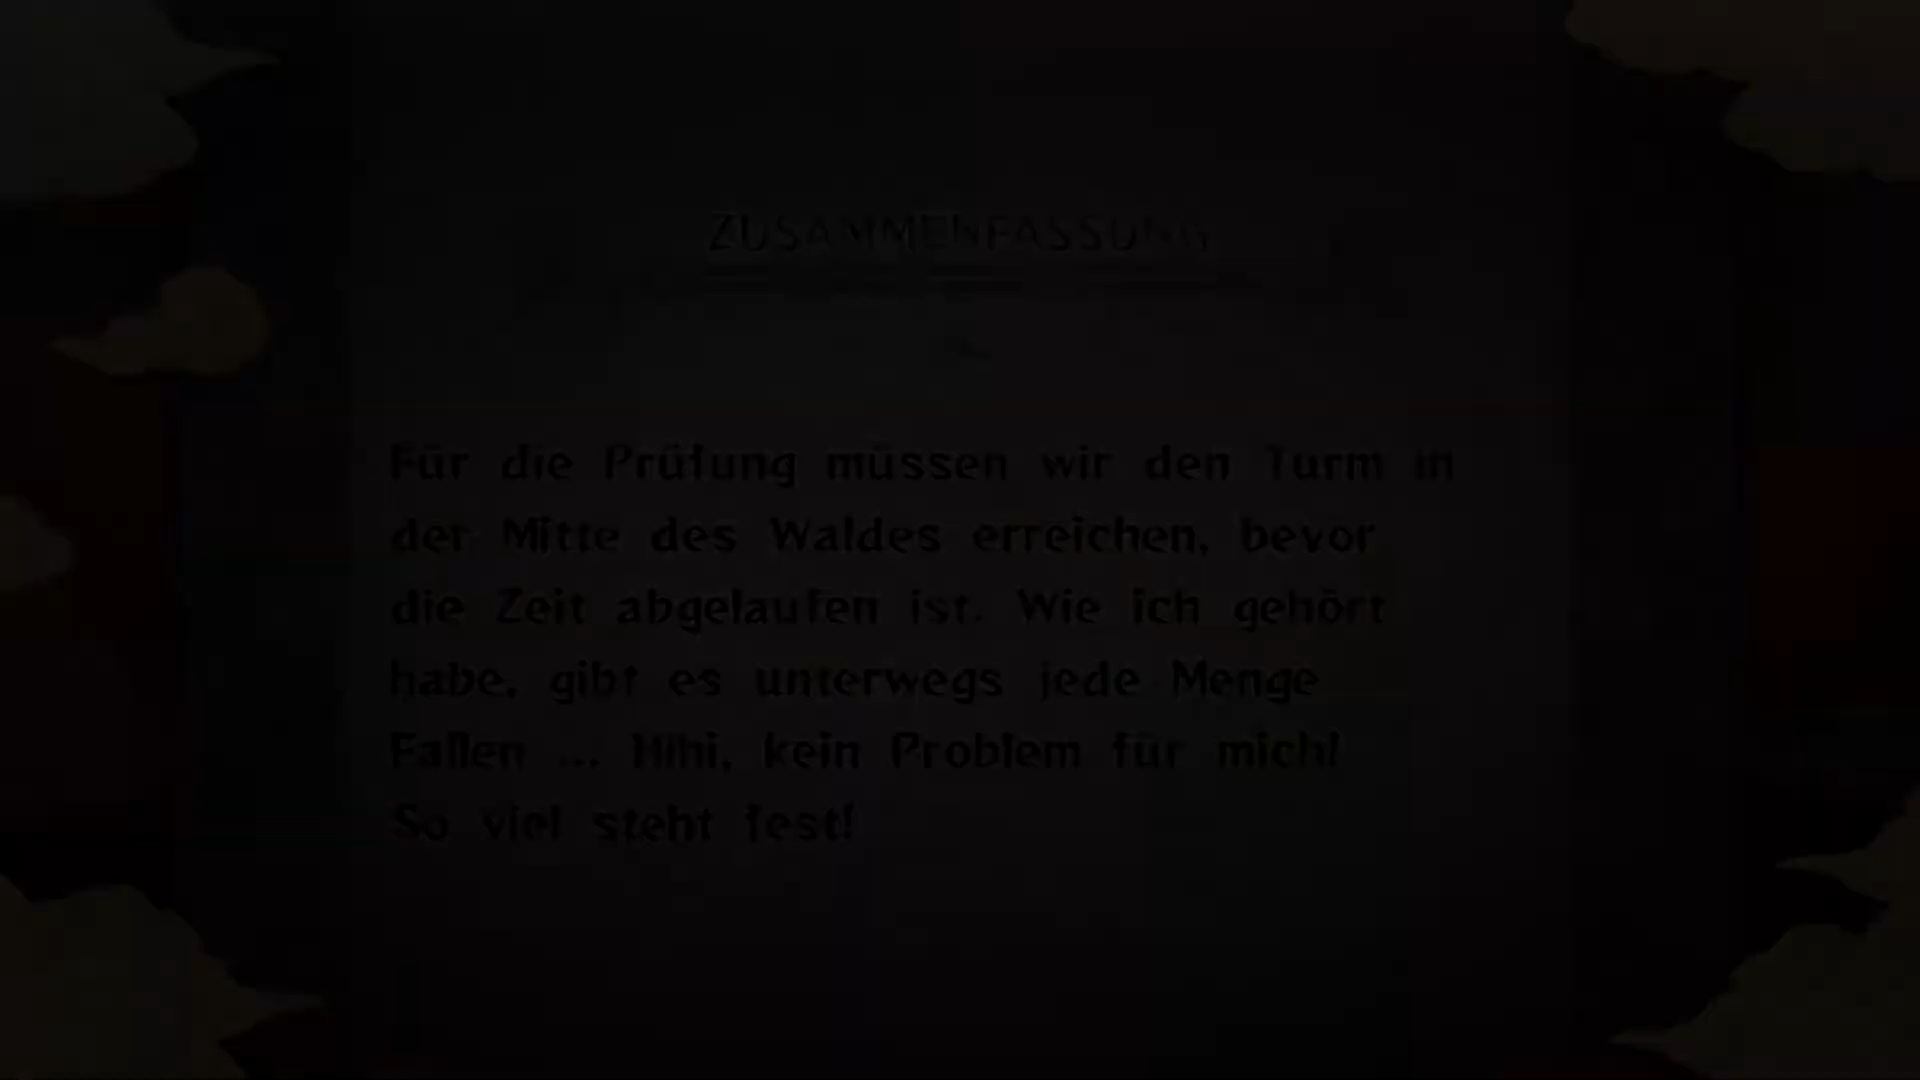 ZUSAMMENFASSUNG
Für die Prüfung müssen wir den Turm in
der Mitte des Waldes erreichen, bevor
die Zeit abgelaufen ist. Wie ich gehört
habe, gibt es unterwegs jede Menge
Fallen ... Hihi, kein Problem für mich!
So viel steht fest!